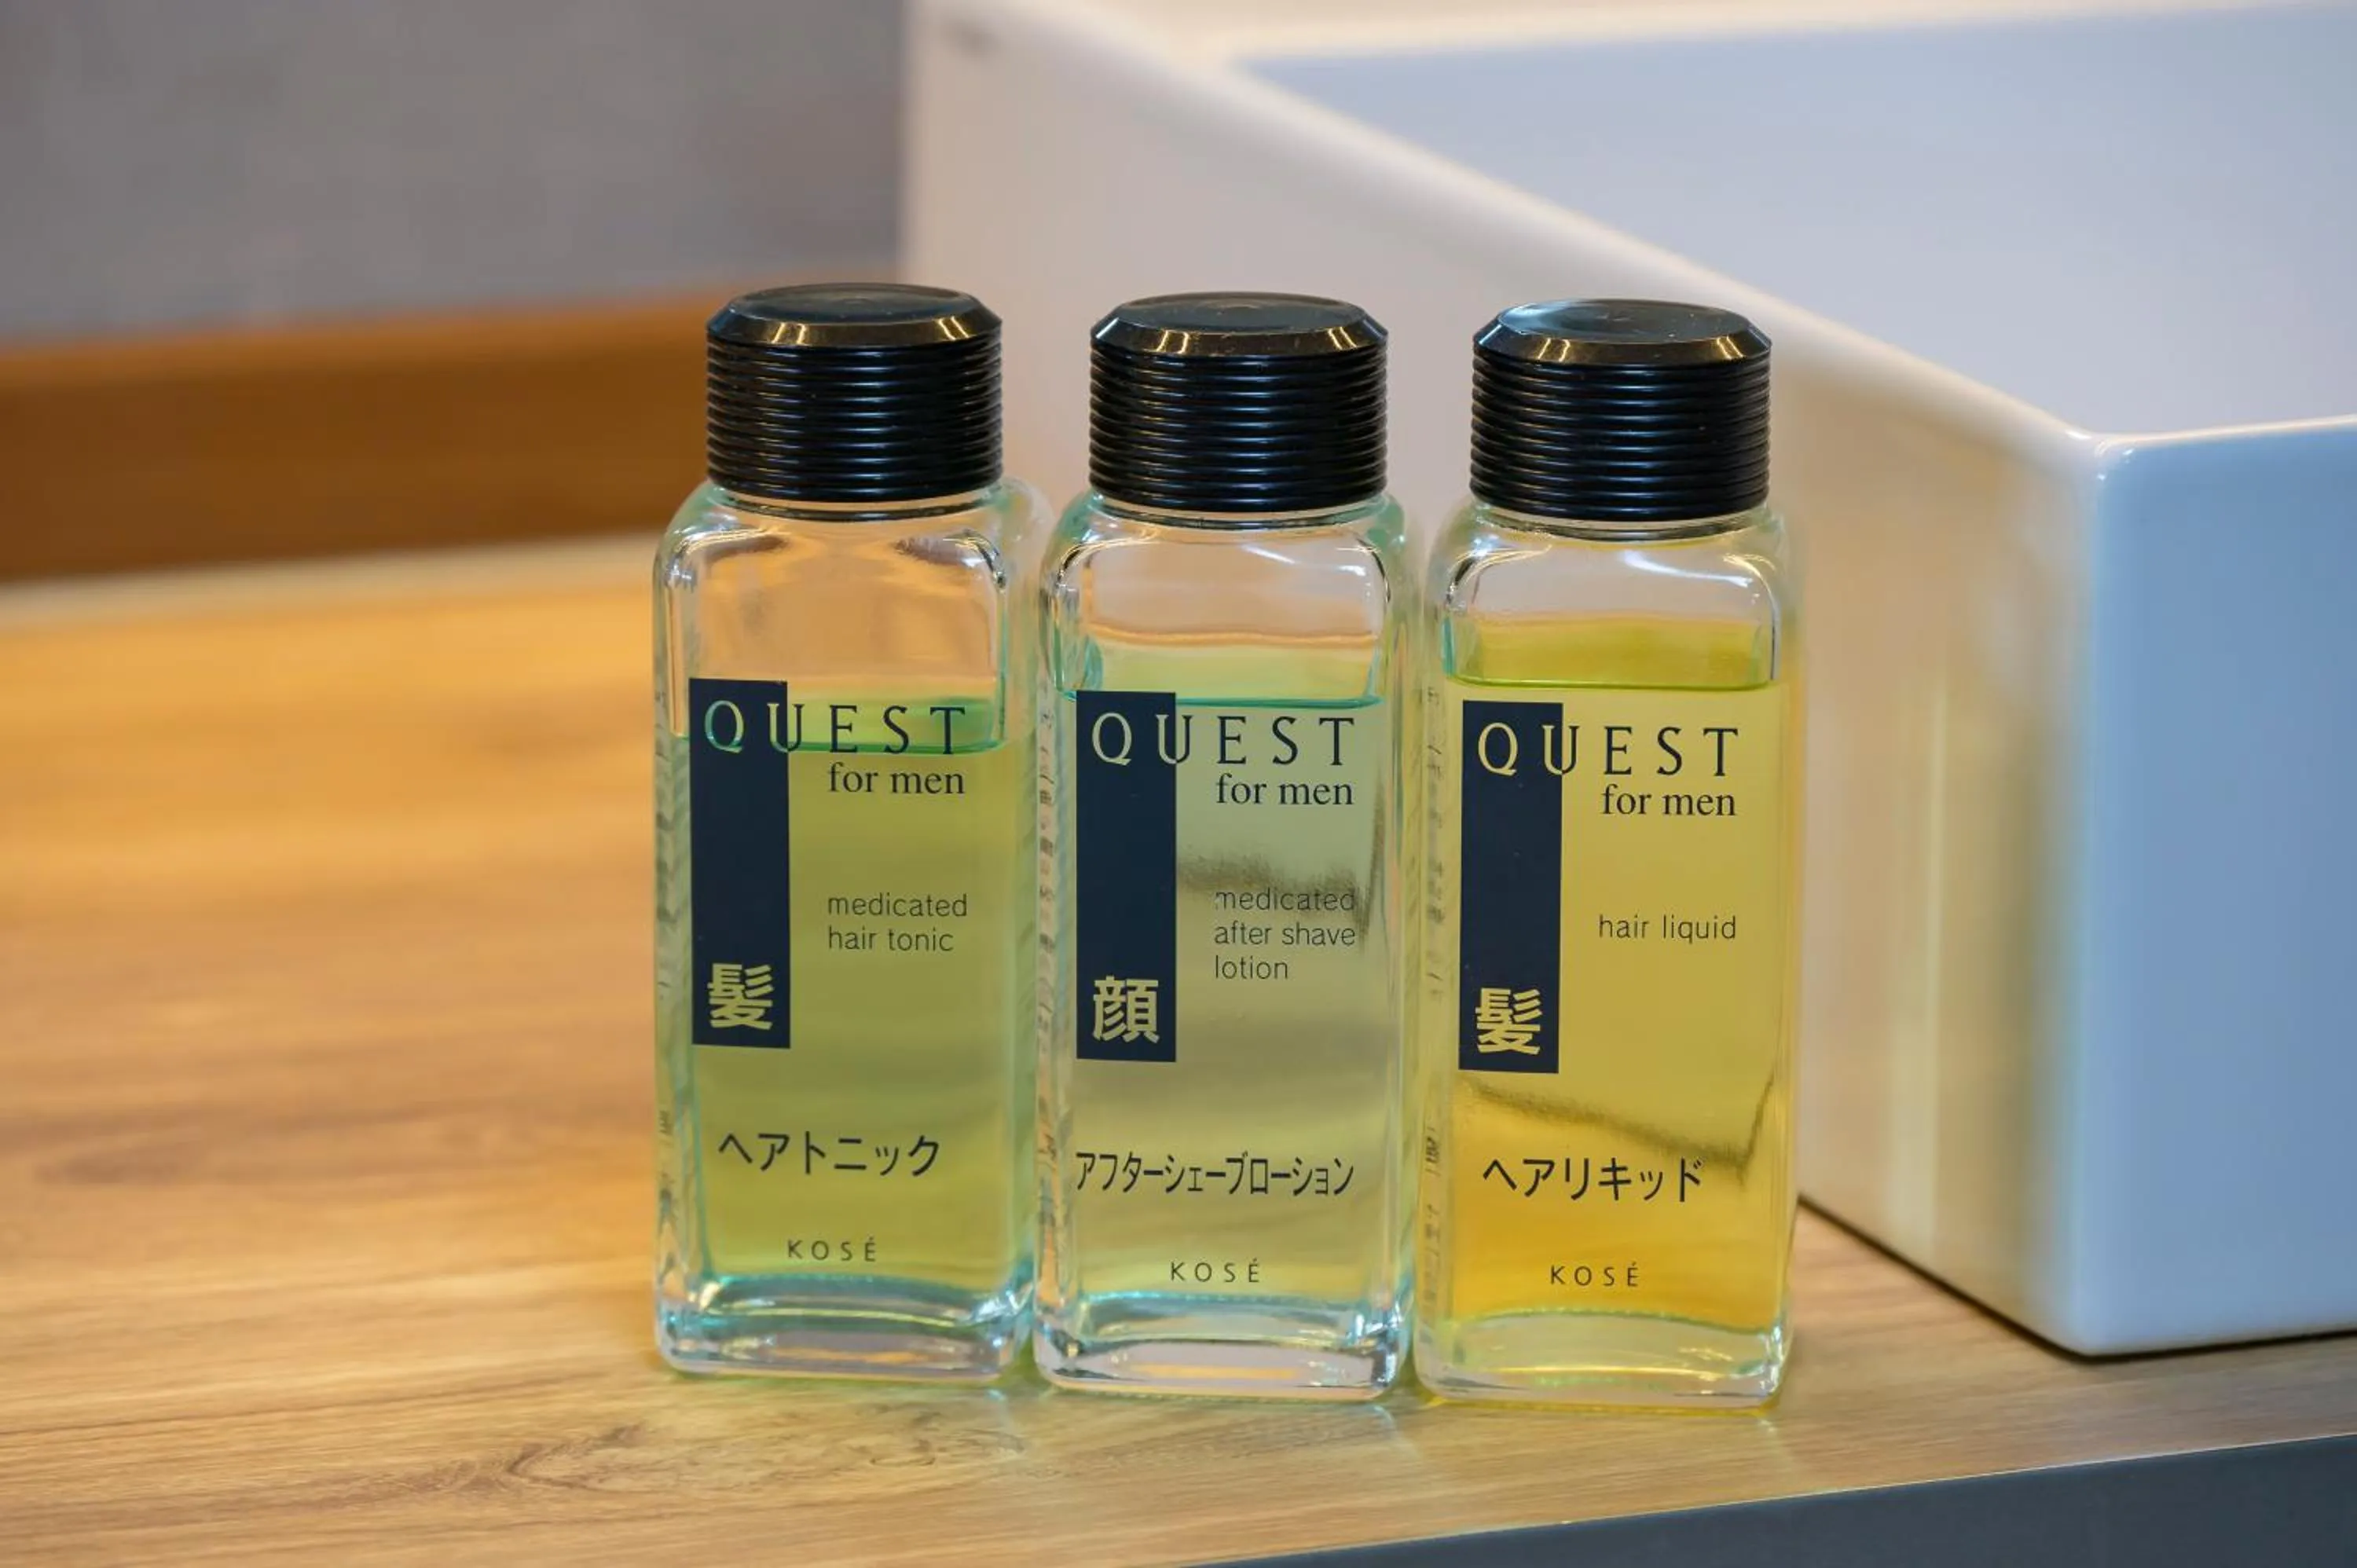 QUEST
for men
medicated
hair tonic
髪
ヘアトニック
KOSÉ
QUEST
for men
medicated
after shave
lotion
顔
アフターシェーブローション
KOSÉ
QUEST
for men
hair liquid
髪
ヘアリキッド
KOSÉ